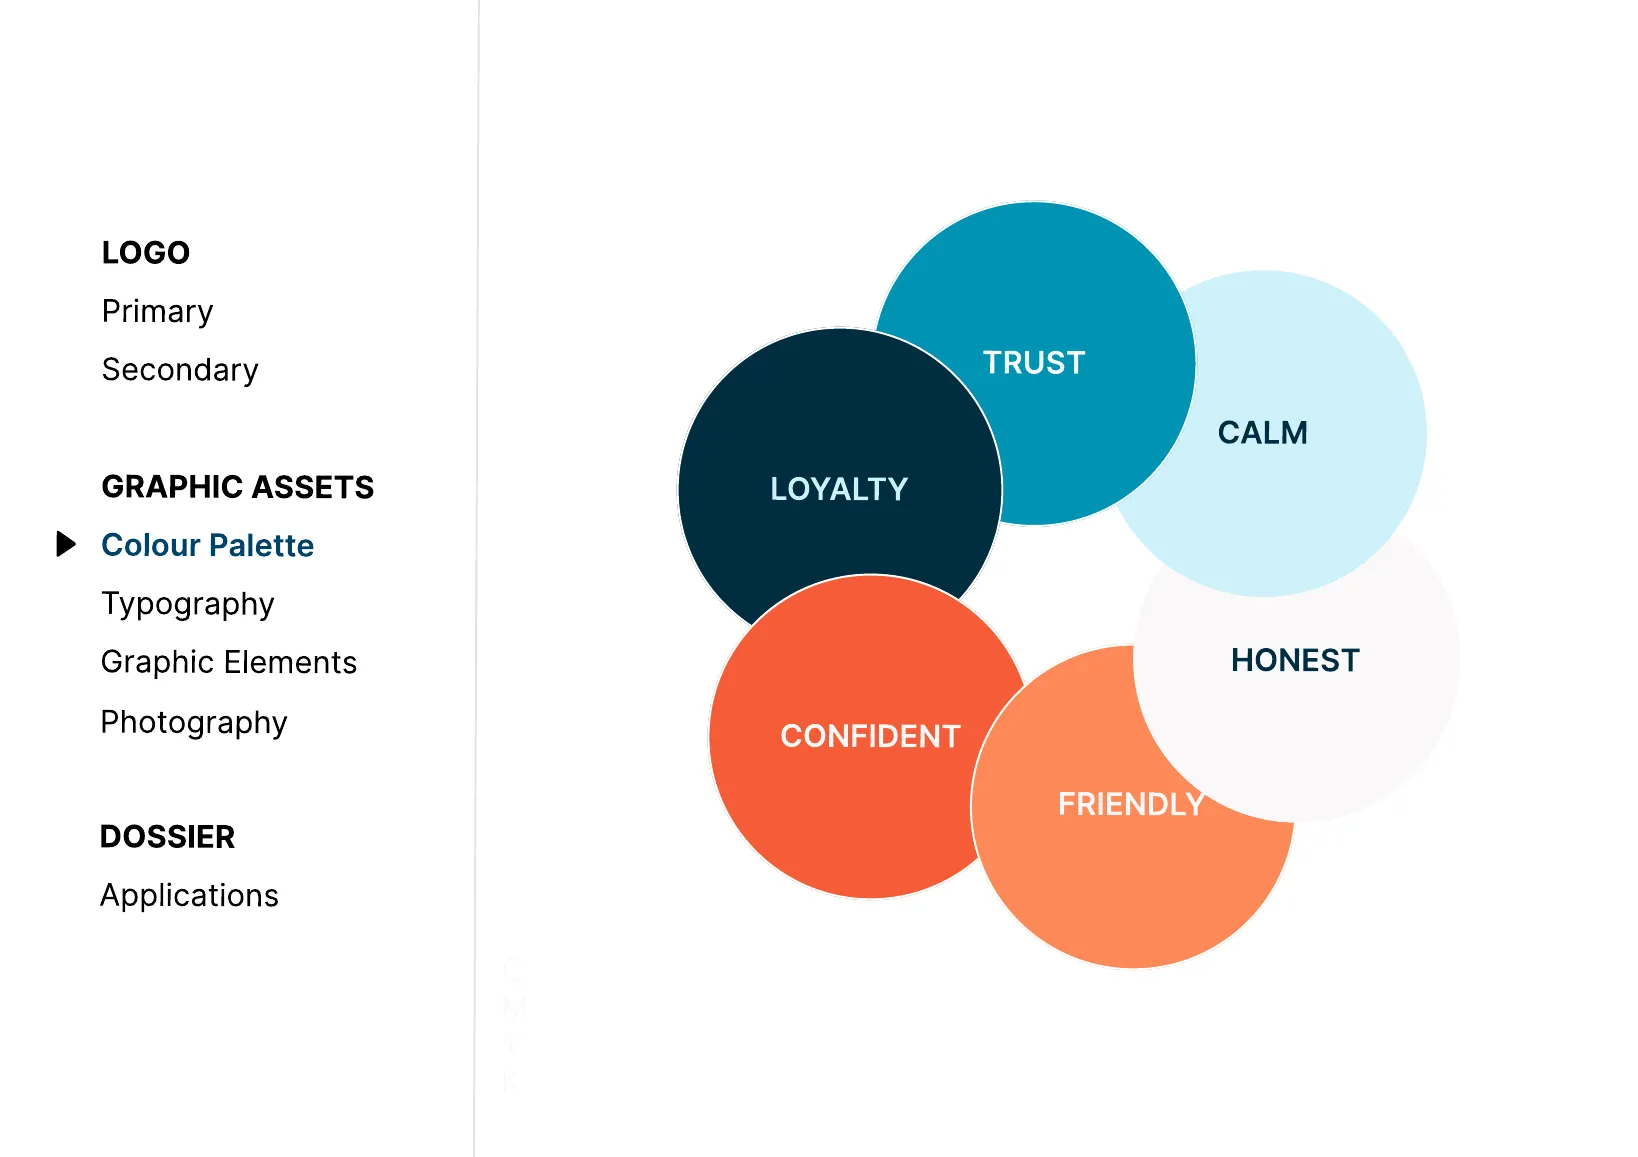 LOGO
Primary
Secondary
GRAPHIC ASSETS
Colour Palette
Typography
Graphic Elements
Photography
DOSSIER
Applications
TRUST
CALM
LOYALTY
HONEST
CONFIDENT
FRIENDLY
C
M
Y
K